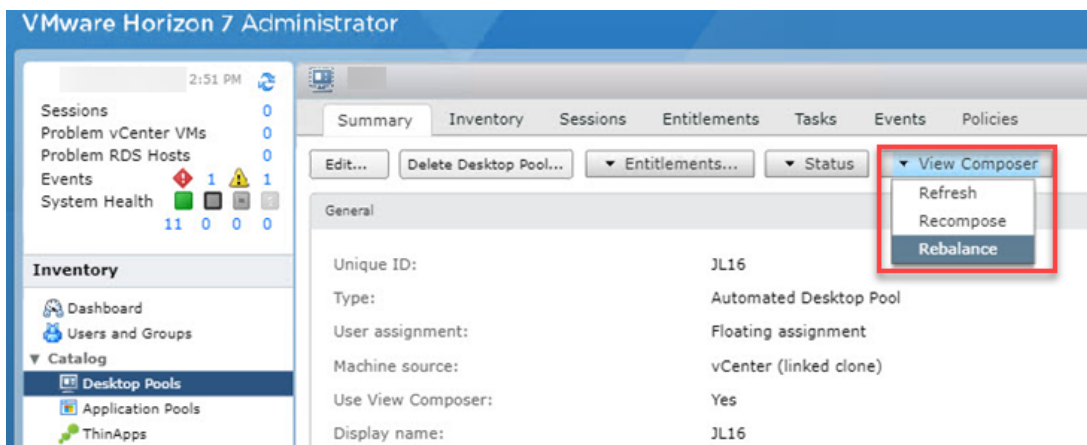 VMware Horizon 7 Administrator
2:51 PM
Sessions 0
Problem vCenter VMs 0
Problem RDS Hosts 0
Events 1 1
System Health
11 0 0 0
Inventory
Dashboard
Users and Groups
Catalog
Desktop Pools
Application Pools
ThinApps
Summary Inventory Sessions Entitlements Tasks Events Policies
Edit... Delete Desktop Pool... Entitlements... Status View Composer
Refresh
Recompose
Rebalance
General
Unique ID: JL16
Type: Automated Desktop Pool
User assignment: Floating assignment
Machine source: vCenter (linked clone)
Use View Composer: Yes
Display name: JL16